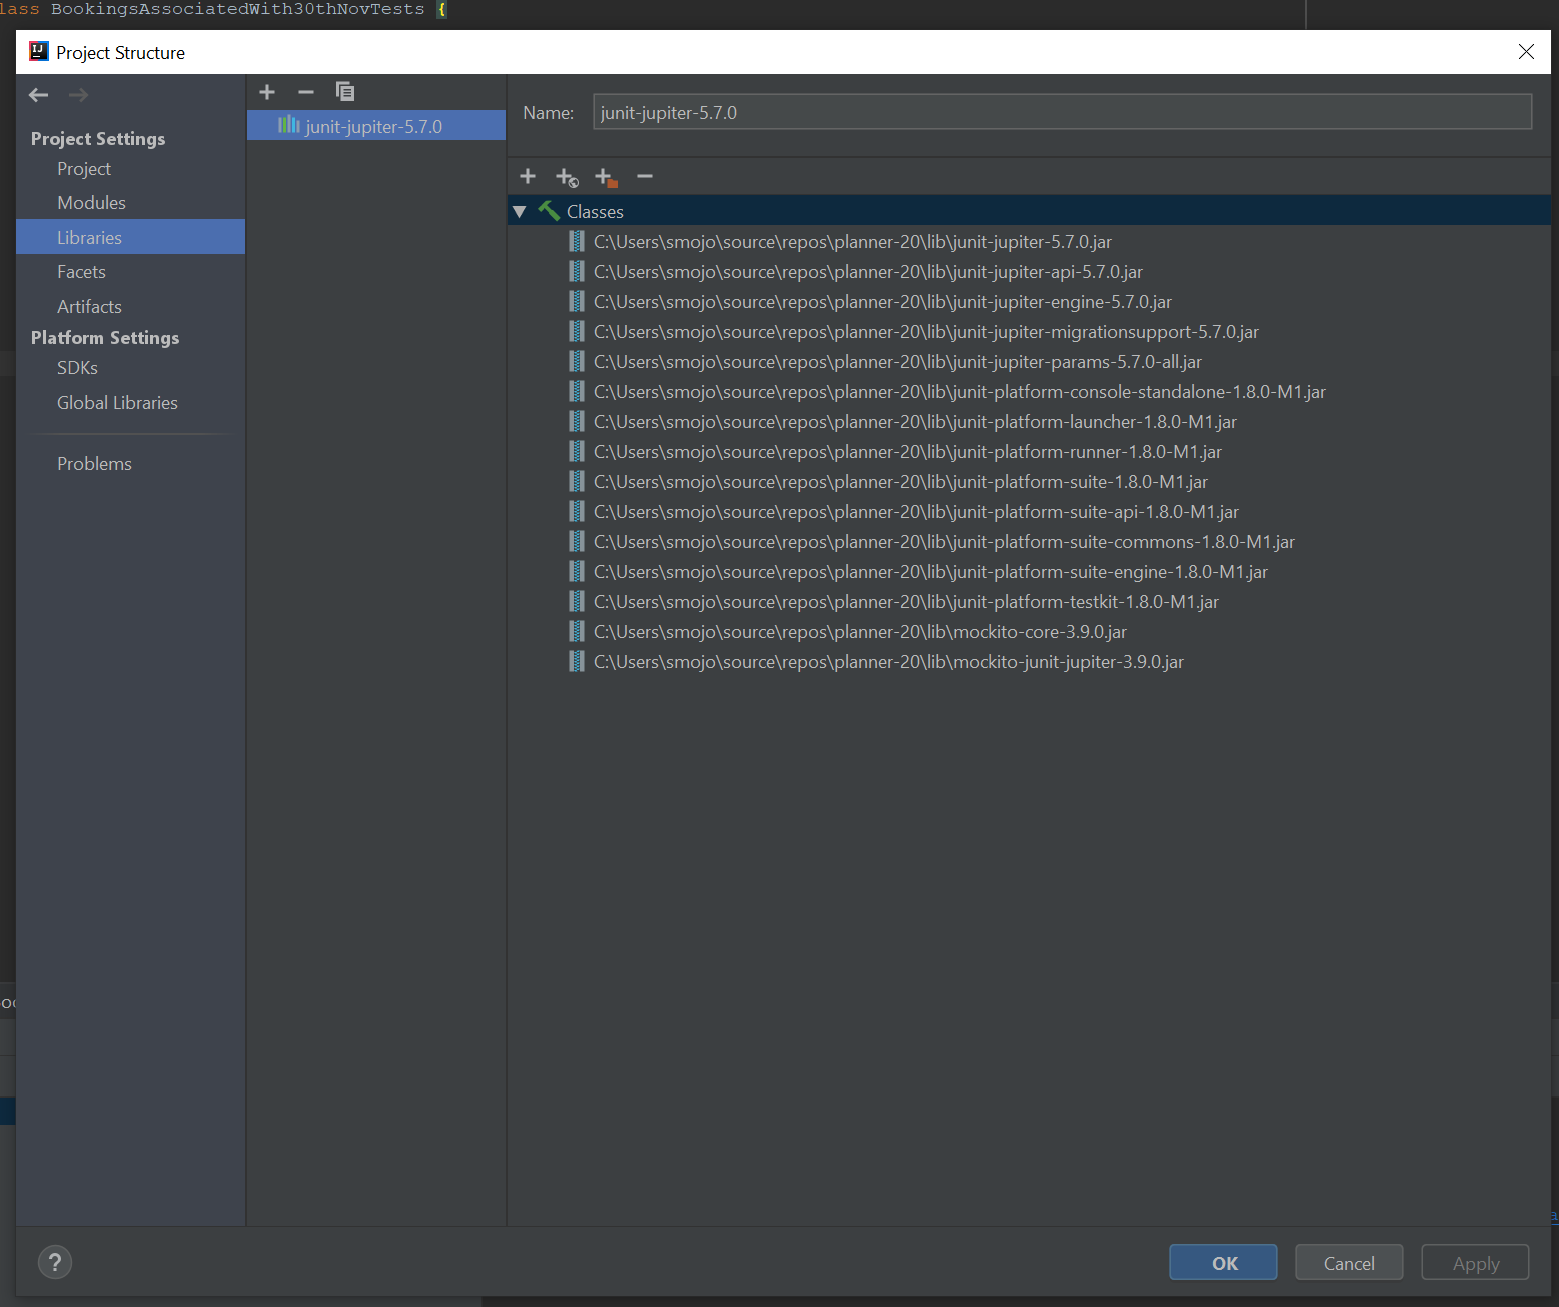 lass BookingsAssociatedWith30thNovTests {
Project Structure
Project Settings
Project
Modules
Libraries
Facets
Artifacts
Platform Settings
SDKs
Global Libraries
Problems
junit-jupiter-5.7.0
Name: junit-jupiter-5.7.0
Classes
C:\Users\smojo\source\repos\planner-20\lib\junit-jupiter-5.7.0.jar
C:\Users\smojo\source\repos\planner-20\lib\junit-jupiter-api-5.7.0.jar
C:\Users\smojo\source\repos\planner-20\lib\junit-jupiter-engine-5.7.0.jar
C:\Users\smojo\source\repos\planner-20\lib\junit-jupiter-migrationsupport-5.7.0.jar
C:\Users\smojo\source\repos\planner-20\lib\junit-jupiter-params-5.7.0-all.jar
C:\Users\smojo\source\repos\planner-20\lib\junit-platform-console-standalone-1.8.0-M1.jar
C:\Users\smojo\source\repos\planner-20\lib\junit-platform-launcher-1.8.0-M1.jar
C:\Users\smojo\source\repos\planner-20\lib\junit-platform-runner-1.8.0-M1.jar
C:\Users\smojo\source\repos\planner-20\lib\junit-platform-suite-1.8.0-M1.jar
C:\Users\smojo\source\repos\planner-20\lib\junit-platform-suite-api-1.8.0-M1.jar
C:\Users\smojo\source\repos\planner-20\lib\junit-platform-suite-commons-1.8.0-M1.jar
C:\Users\smojo\source\repos\planner-20\lib\junit-platform-suite-engine-1.8.0-M1.jar
C:\Users\smojo\source\repos\planner-20\lib\junit-platform-testkit-1.8.0-M1.jar
C:\Users\smojo\source\repos\planner-20\lib\mockito-core-3.9.0.jar
C:\Users\smojo\source\repos\planner-20\lib\mockito-junit-jupiter-3.9.0.jar
? OK Cancel Apply